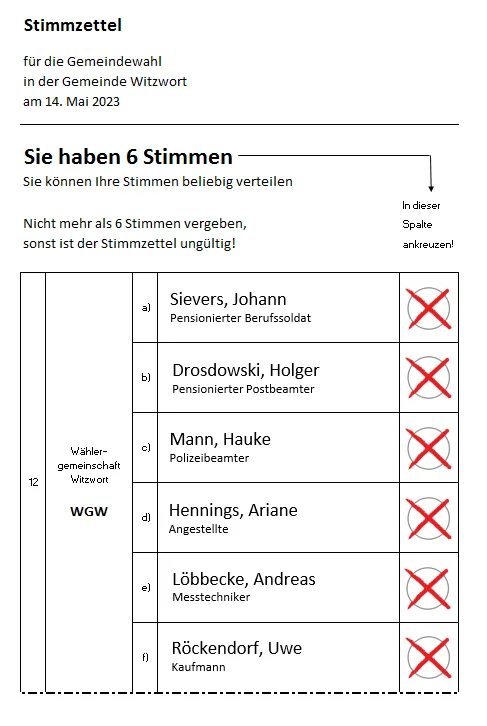 Stimmzettel
für die Gemeindewahl
in der Gemeinde Witzwort
am 14. Mai 2023
Sie haben 6 Stimmen
Sie können Ihre Stimmen beliebig verteilen
Nicht mehr als 6 Stimmen vergeben,
sonst ist der Stimmzettel ungültig!
In dieser
Spalte
ankreuzen!
12
Wähler-
gemeinschaft
Witzwort
WGW
a) Sievers, Johann
Pensionierter Berufssoldat
b) Drosdowski, Holger
Pensionierter Postbeamter
c) Mann, Hauke
Polizeibeamter
d) Hennings, Ariane
Angestellte
e) Löbbecke, Andreas
Messtechniker
f) Röckendorf, Uwe
Kaufmann